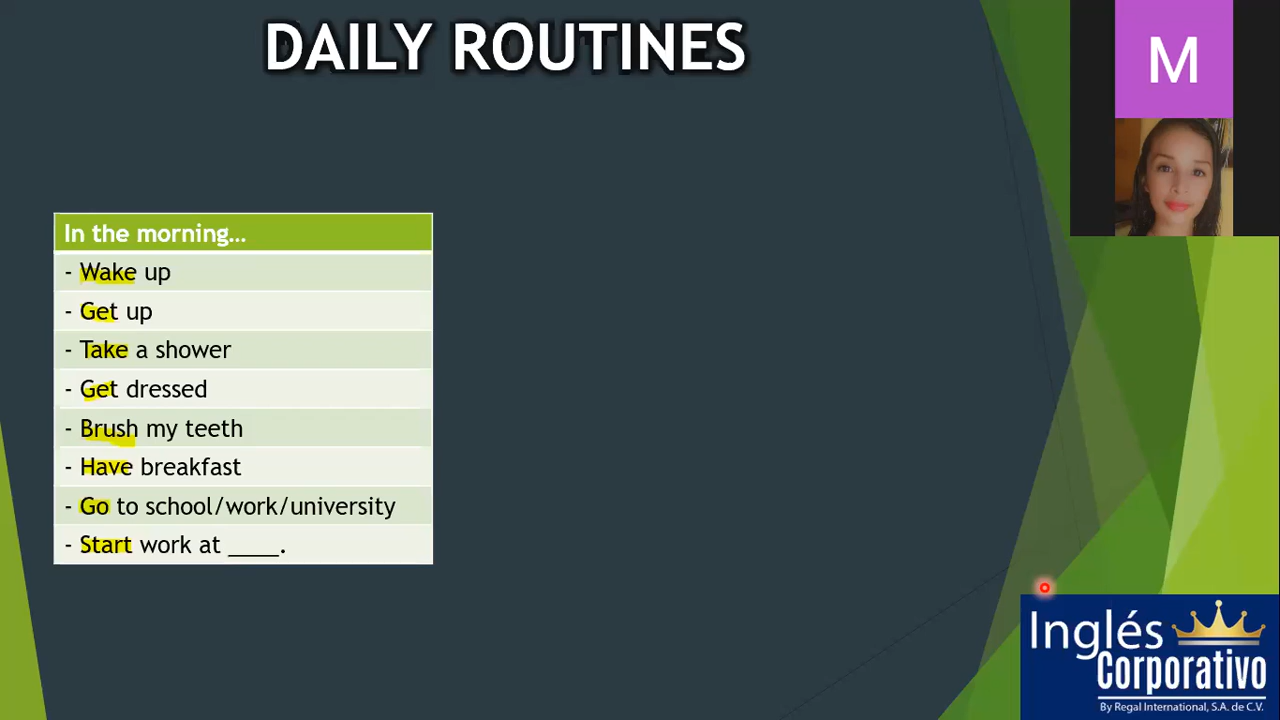 DAILY ROUTINES
M
In the morning…
- Wake up
- Get up
- Take a shower
- Get dressed
- Brush my teeth
- Have breakfast
- Go to school/work/university
- Start work at ____.
Inglés
Corporativo
By Regal International, S.A. de C.V.